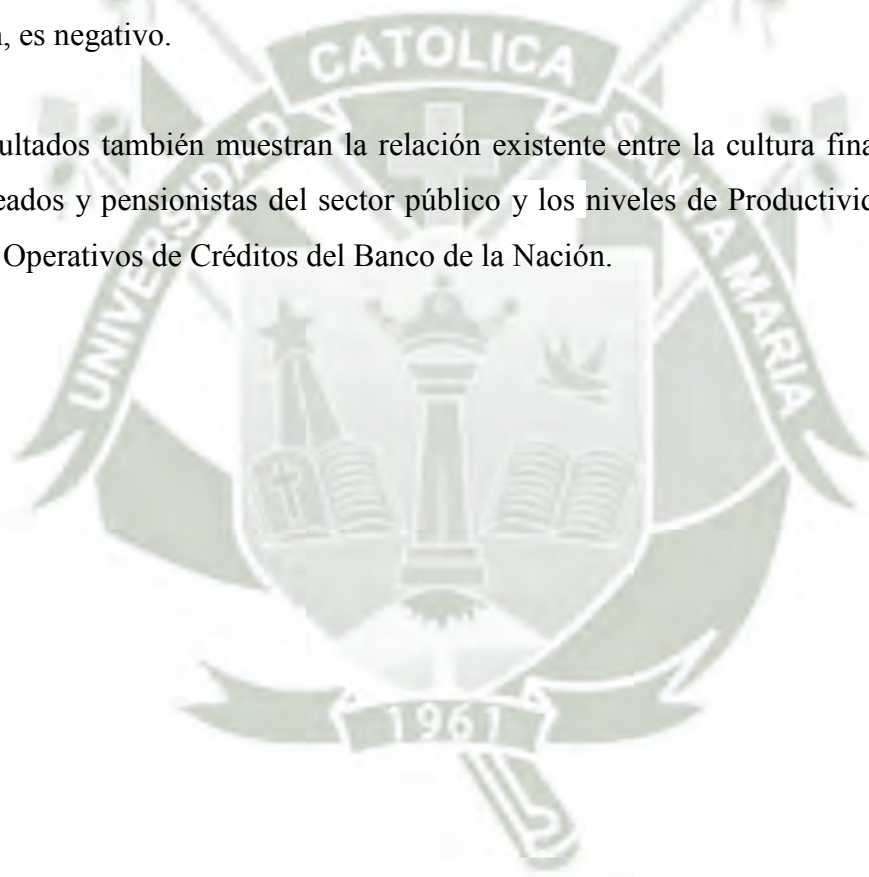 , es negativo.
CATOLICA
UNIVERSIDAD
SANTA MARIA
ultados también muestran la relación existente entre la cultura fina
eados y pensionistas del sector público y los niveles de Productivid
Operativos de Créditos del Banco de la Nación.
1961